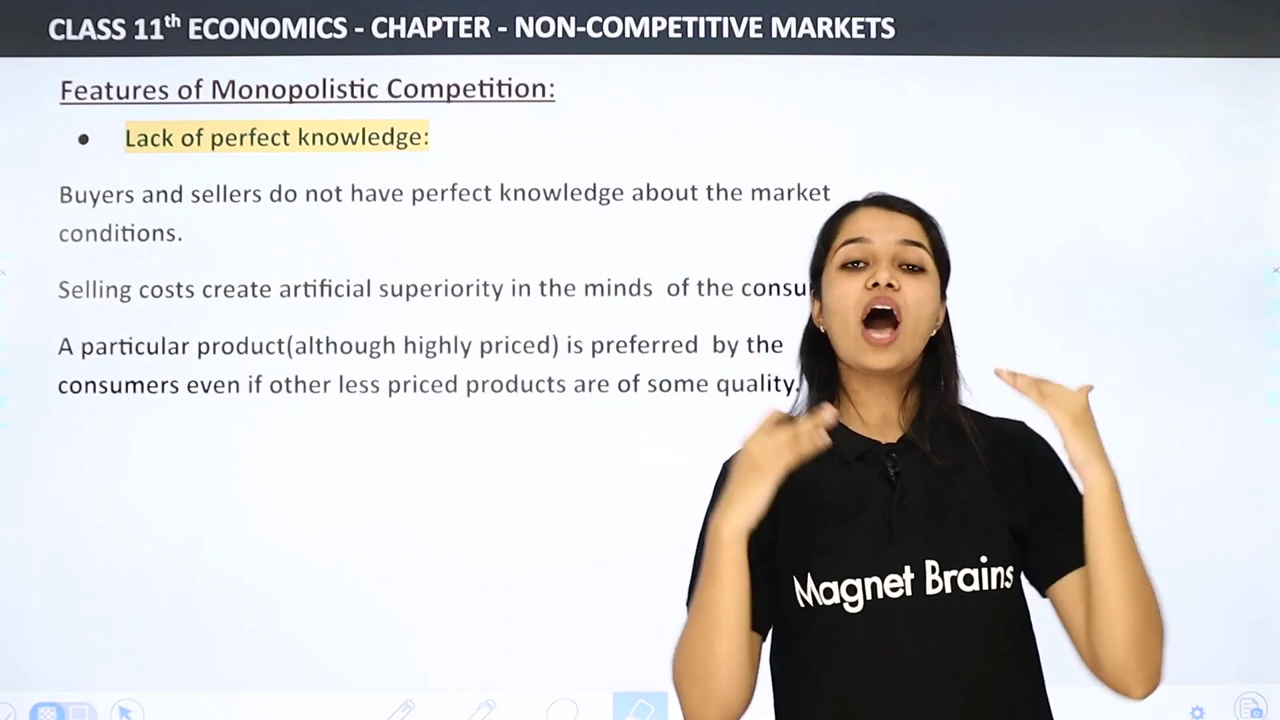 CLASS 11th ECONOMICS - CHAPTER - NON-COMPETITIVE MARKETS
Features of Monopolistic Competition:
● Lack of perfect knowledge:
Buyers and sellers do not have perfect knowledge about the market
conditions.
Selling costs create artificial superiority in the minds of the consu
A particular product(although highly priced) is preferred by the
consumers even if other less priced products are of some quality.
Magnet Brains